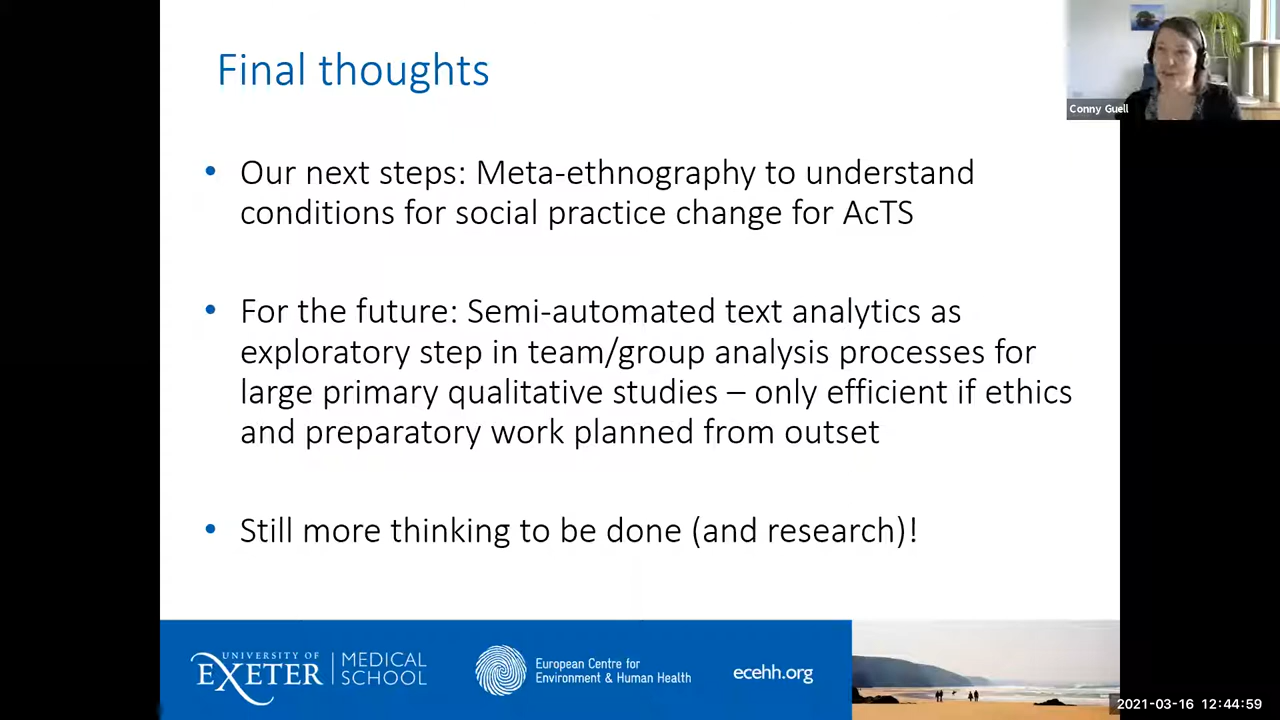 Final thoughts
Conny Guell
• Our next steps: Meta-ethnography to understand
conditions for social practice change for AcTS
• For the future: Semi-automated text analytics as
exploratory step in team/group analysis processes for
large primary qualitative studies – only efficient if ethics
and preparatory work planned from outset
• Still more thinking to be done (and research)!
UNIVERSITY OF
EXETER
MEDICAL
SCHOOL
European Centre for
Environment & Human Health
ecehh.org
2021-03-16 12:44:59